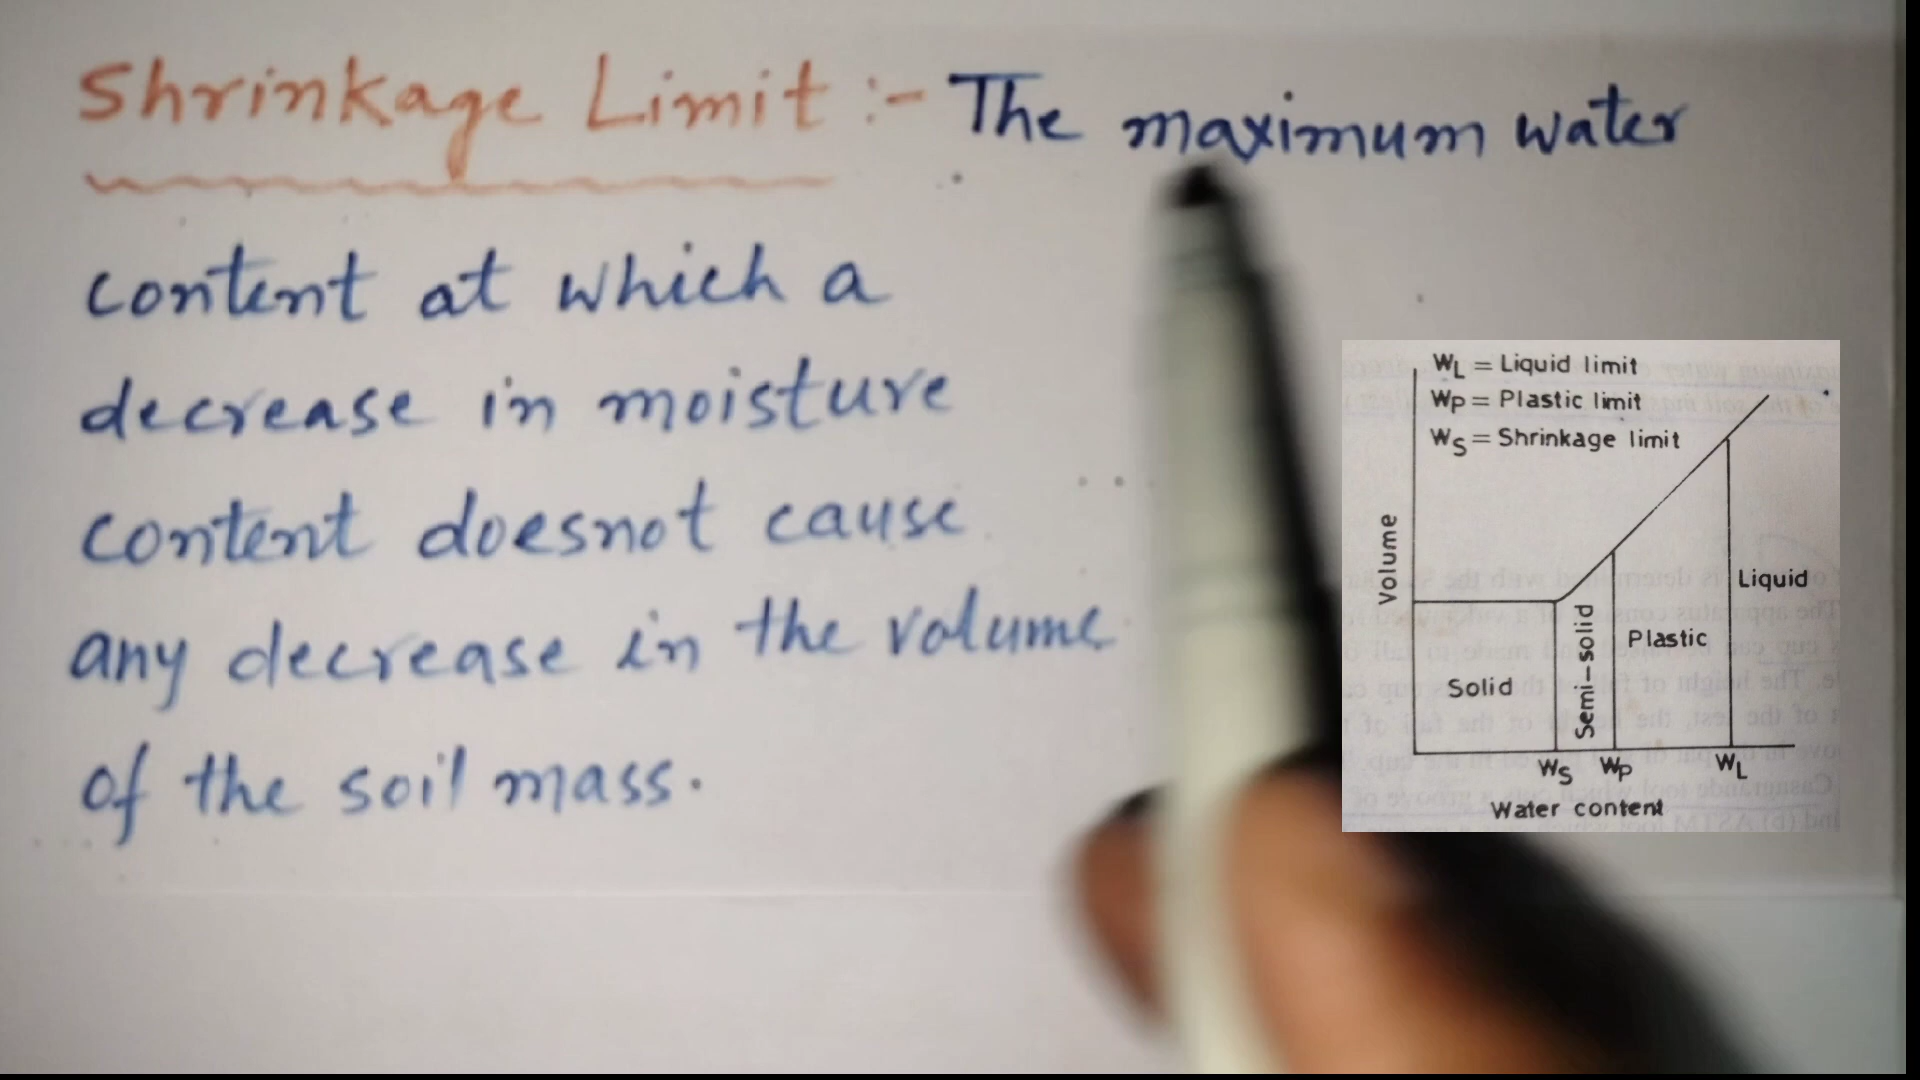 Shrinkage Limit :- The maximum water
content at which a
decrease in moisture
content doesnot cause
any decrease in the volume
of the soil mass.
WL = Liquid limit
WP = Plastic limit
WS = Shrinkage limit
Volume
Liquid
Plastic
Semi-solid
Solid
WS WP WL
Water content